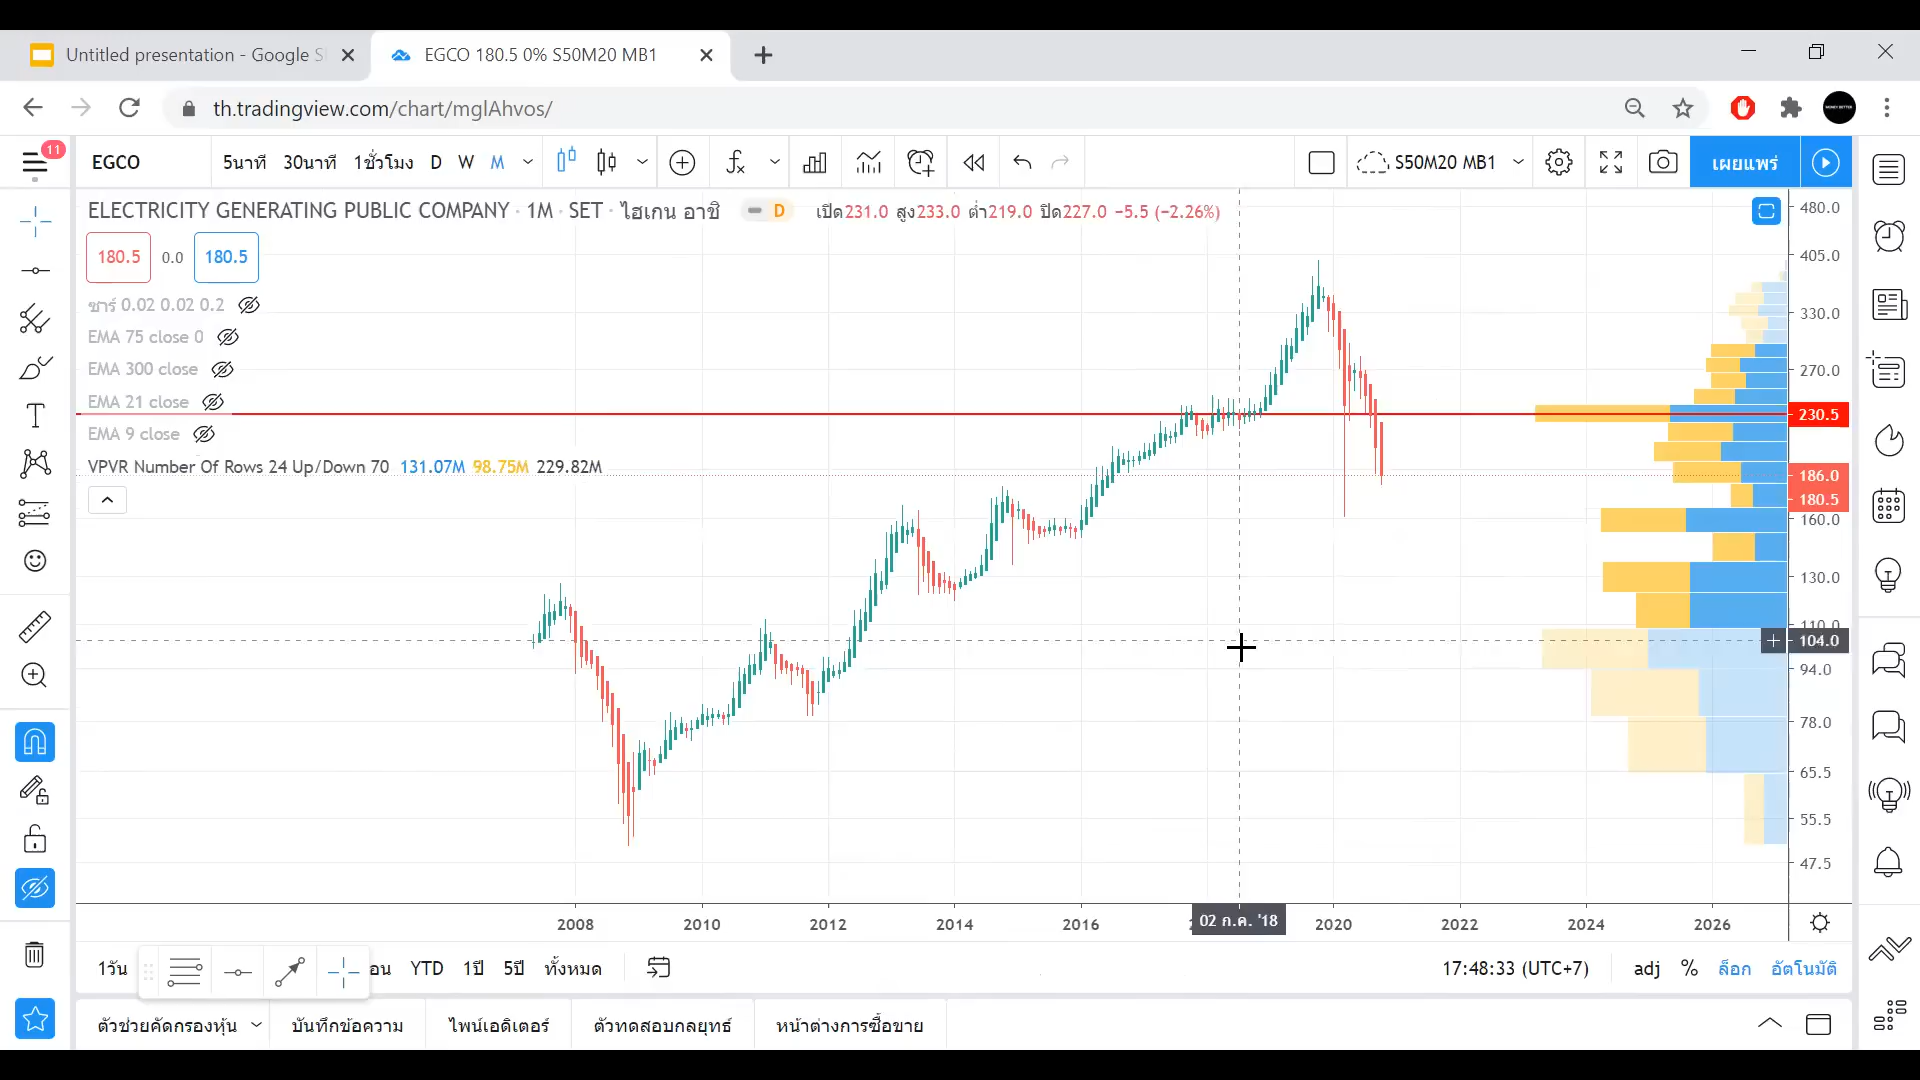 Untitled presentation - Google S
EGCO 180.5 0% S50M20 MB1
th.tradingview.com/chart/mglAhvos/
11
EGCO
5นาที 30นาที 1ชั่วโมง D W M
S50M20 MB1
เผยแพร่
ELECTRICITY GENERATING PUBLIC COMPANY · 1M · SET · ไฮเกน อาชิ
D
เปิด231.0 สูง233.0 ต่ำ219.0 ปิด227.0 −5.5 (−2.26%)
180.5 0.0 180.5
ซาร์ 0.02 0.02 0.2
EMA 75 close 0
EMA 300 close
EMA 21 close
EMA 9 close
VPVR Number Of Rows 24 Up/Down 70 131.07M 98.75M 229.82M
480.0
405.0
330.0
270.0
230.5
186.0
180.5
160.0
130.0
110.0
104.0
94.0
78.0
65.5
55.5
47.5
2008 2010 2012 2014 2016 02 ก.ค. '18 2020 2022 2024 2026
1วัน อน YTD 1ปี 5ปี ทั้งหมด
17:48:33 (UTC+7) adj % ล็อก อัตโนมัติ
ตัวช่วยคัดกรองหุ้น บันทึกข้อความ ไพน์เอดิเตอร์ ตัวทดสอบกลยุทธ์ หน้าต่างการซื้อขาย